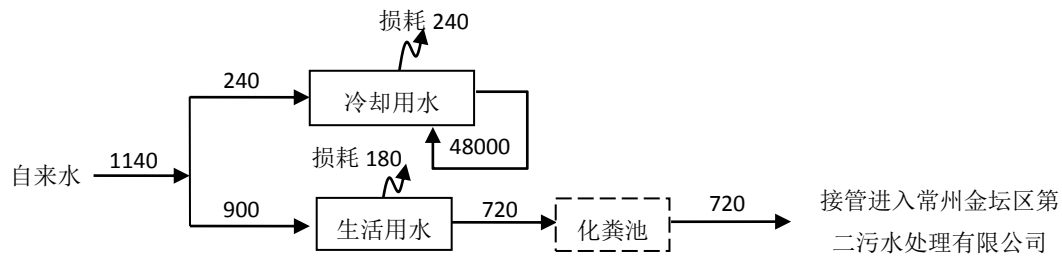 损耗 240
240
冷却用水
48000
自来水
1140
损耗 180
900
生活用水
720
化粪池
720
接管进入常州金坛区第
二污水处理有限公司